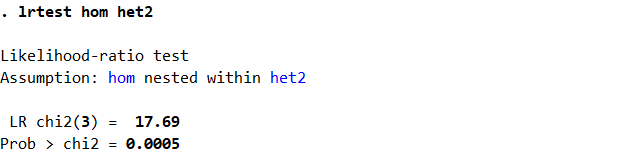 . lrtest hom het2
Likelihood-ratio test
Assumption: hom nested within het2
LR chi2(3) = 17.69
Prob > chi2 = 0.0005